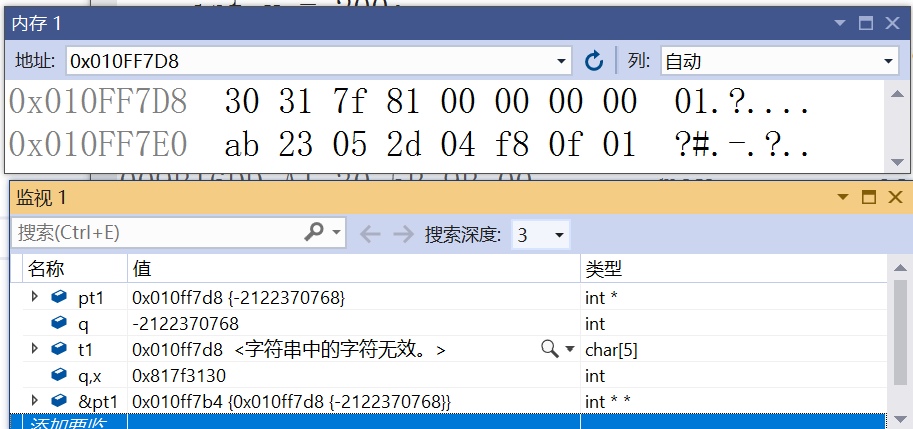 内存 1
地址: 0x010FF7D8 列: 自动
0x010FF7D8 30 31 7f 81 00 00 00 00 01.?....
0x010FF7E0 ab 23 05 2d 04 f8 0f 01 ?#.-.?..
监视 1
搜索(Ctrl+E) 搜索深度: 3
名称 值 类型
pt1 0x010ff7d8 {-2122370768} int *
q -2122370768 int
t1 0x010ff7d8 <字符串中的字符无效。> char[5]
q,x 0x817f3130 int
&pt1 0x010ff7b4 {0x010ff7d8 {-2122370768}} int * *